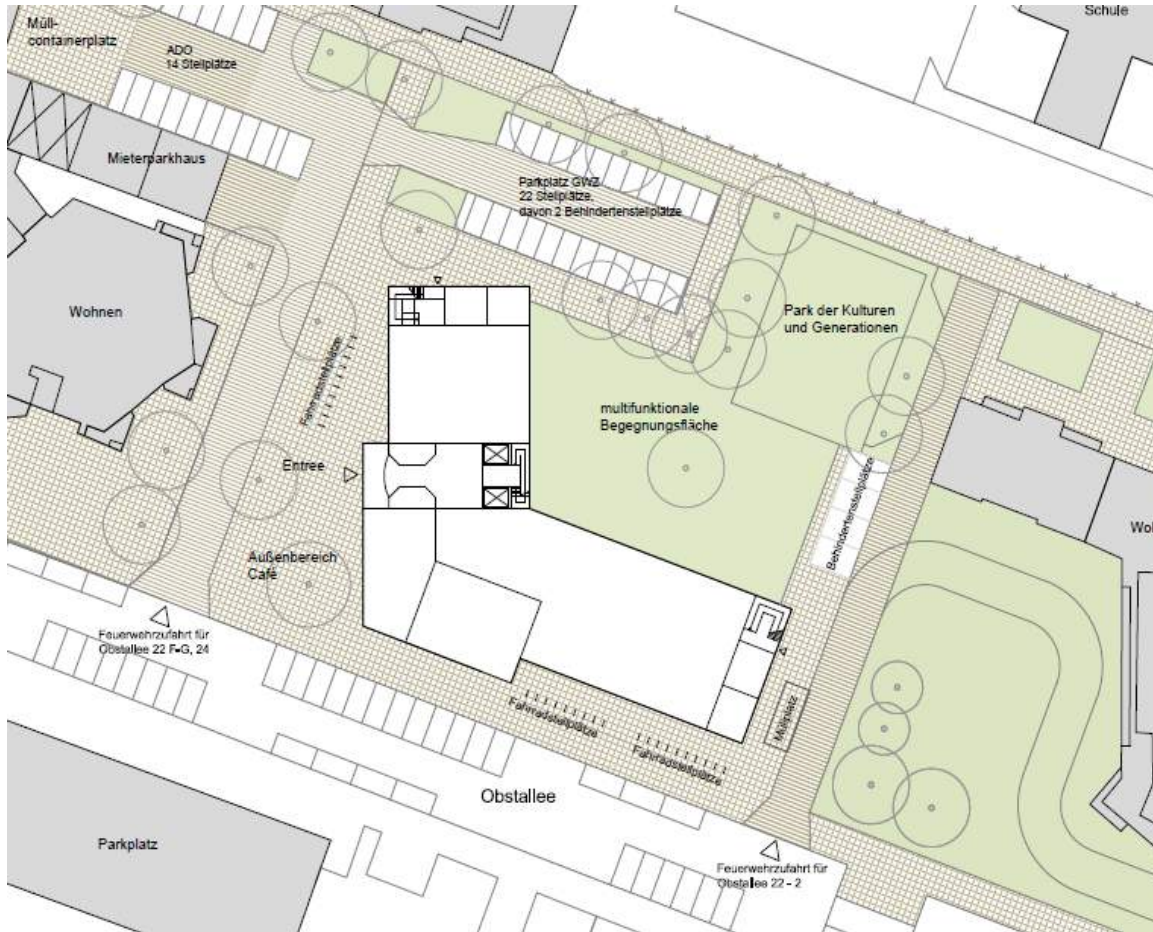 Müll-
containerplatz
ADO
14 Stellplätze
Schule
Mieterparkhaus
Parkplatz GWZ
22 Stellplätze,
davon 2 Behindertenstellplätze
Wohnen
Park der Kulturen
und Generationen
Fahrradstellplätze
multifunktionale
Begegnungsfläche
Entree
Behindertenstellplätze
Woh
Außenbereich
Café
Feuerwehrzufahrt für
Obstallee 22 F-G, 24
Müllplatz
Fahrradstellplätze
Fahrradstellplätze
Obstallee
Parkplatz
Feuerwehrzufahrt für
Obstallee 22 - 2